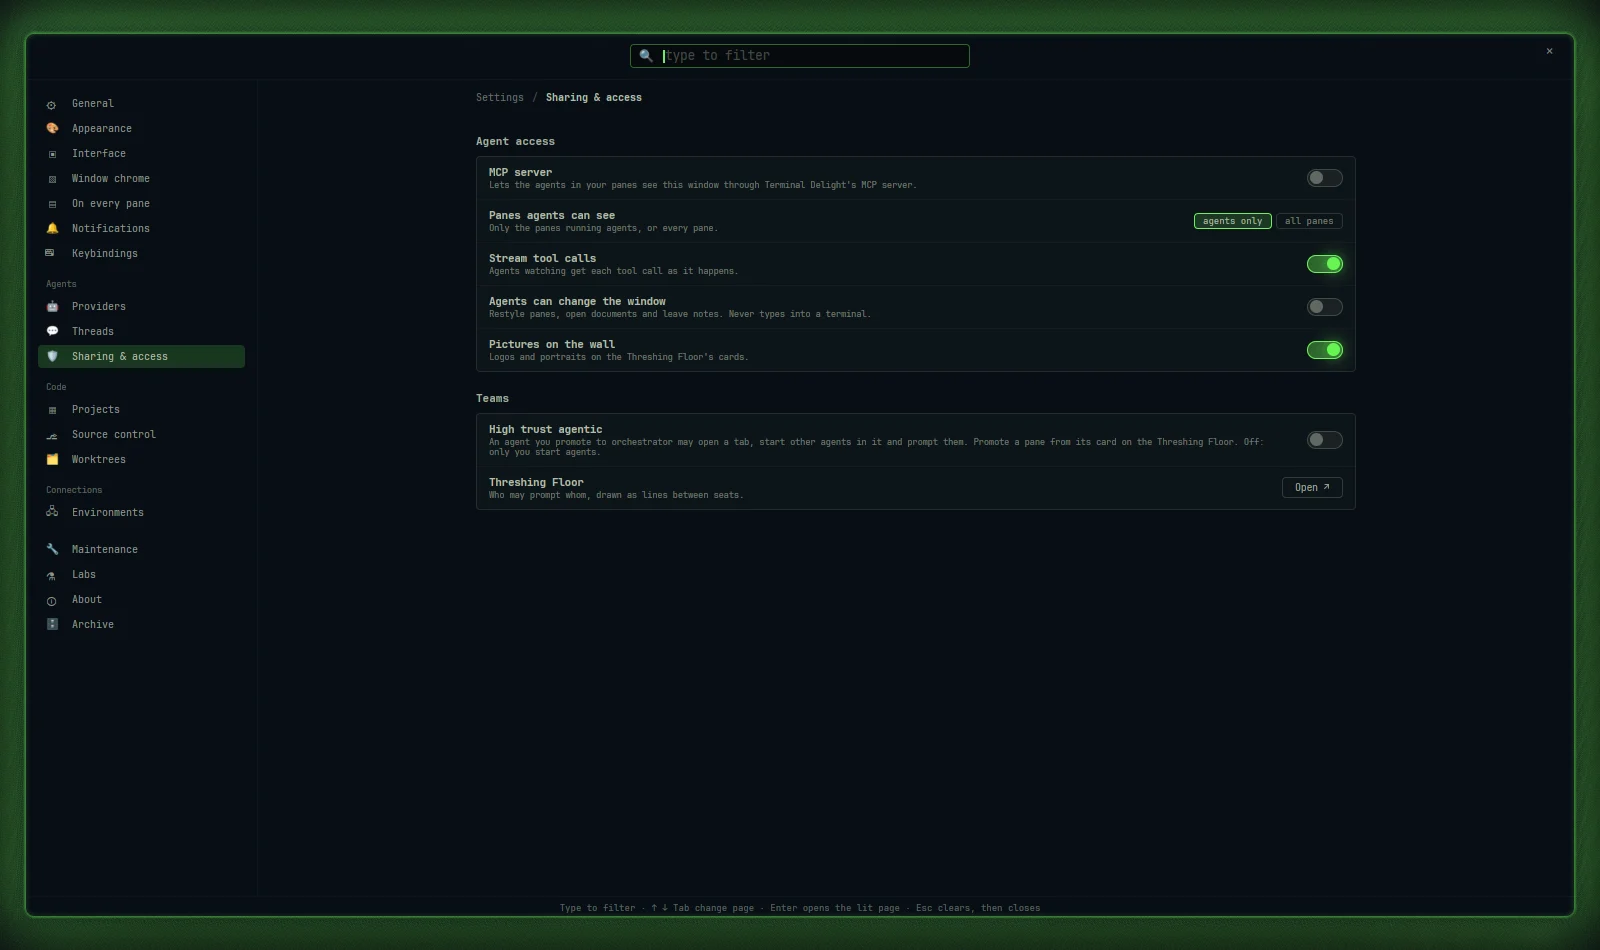 type to filter
×
General
Appearance
Interface
Window chrome
On every pane
Notifications
Keybindings
Agents
Providers
Threads
Sharing & access
Code
Projects
Source control
Worktrees
Connections
Environments
Maintenance
Labs
About
Archive
Settings / Sharing & access
Agent access
MCP server
Lets the agents in your panes see this window through Terminal Delight's MCP server.
Panes agents can see
Only the panes running agents, or every pane.
agents only
all panes
Stream tool calls
Agents watching get each tool call as it happens.
Agents can change the window
Restyle panes, open documents and leave notes. Never types into a terminal.
Pictures on the wall
Logos and portraits on the Threshing Floor's cards.
Teams
High trust agentic
An agent you promote to orchestrator may open a tab, start other agents in it and prompt them. Promote a pane from its card on the Threshing Floor. Off:
only you start agents.
Threshing Floor
Who may prompt whom, drawn as lines between seats.
Open ↗
Type to filter · ↑ ↓ Tab change page · Enter opens the lit page · Esc clears, then closes